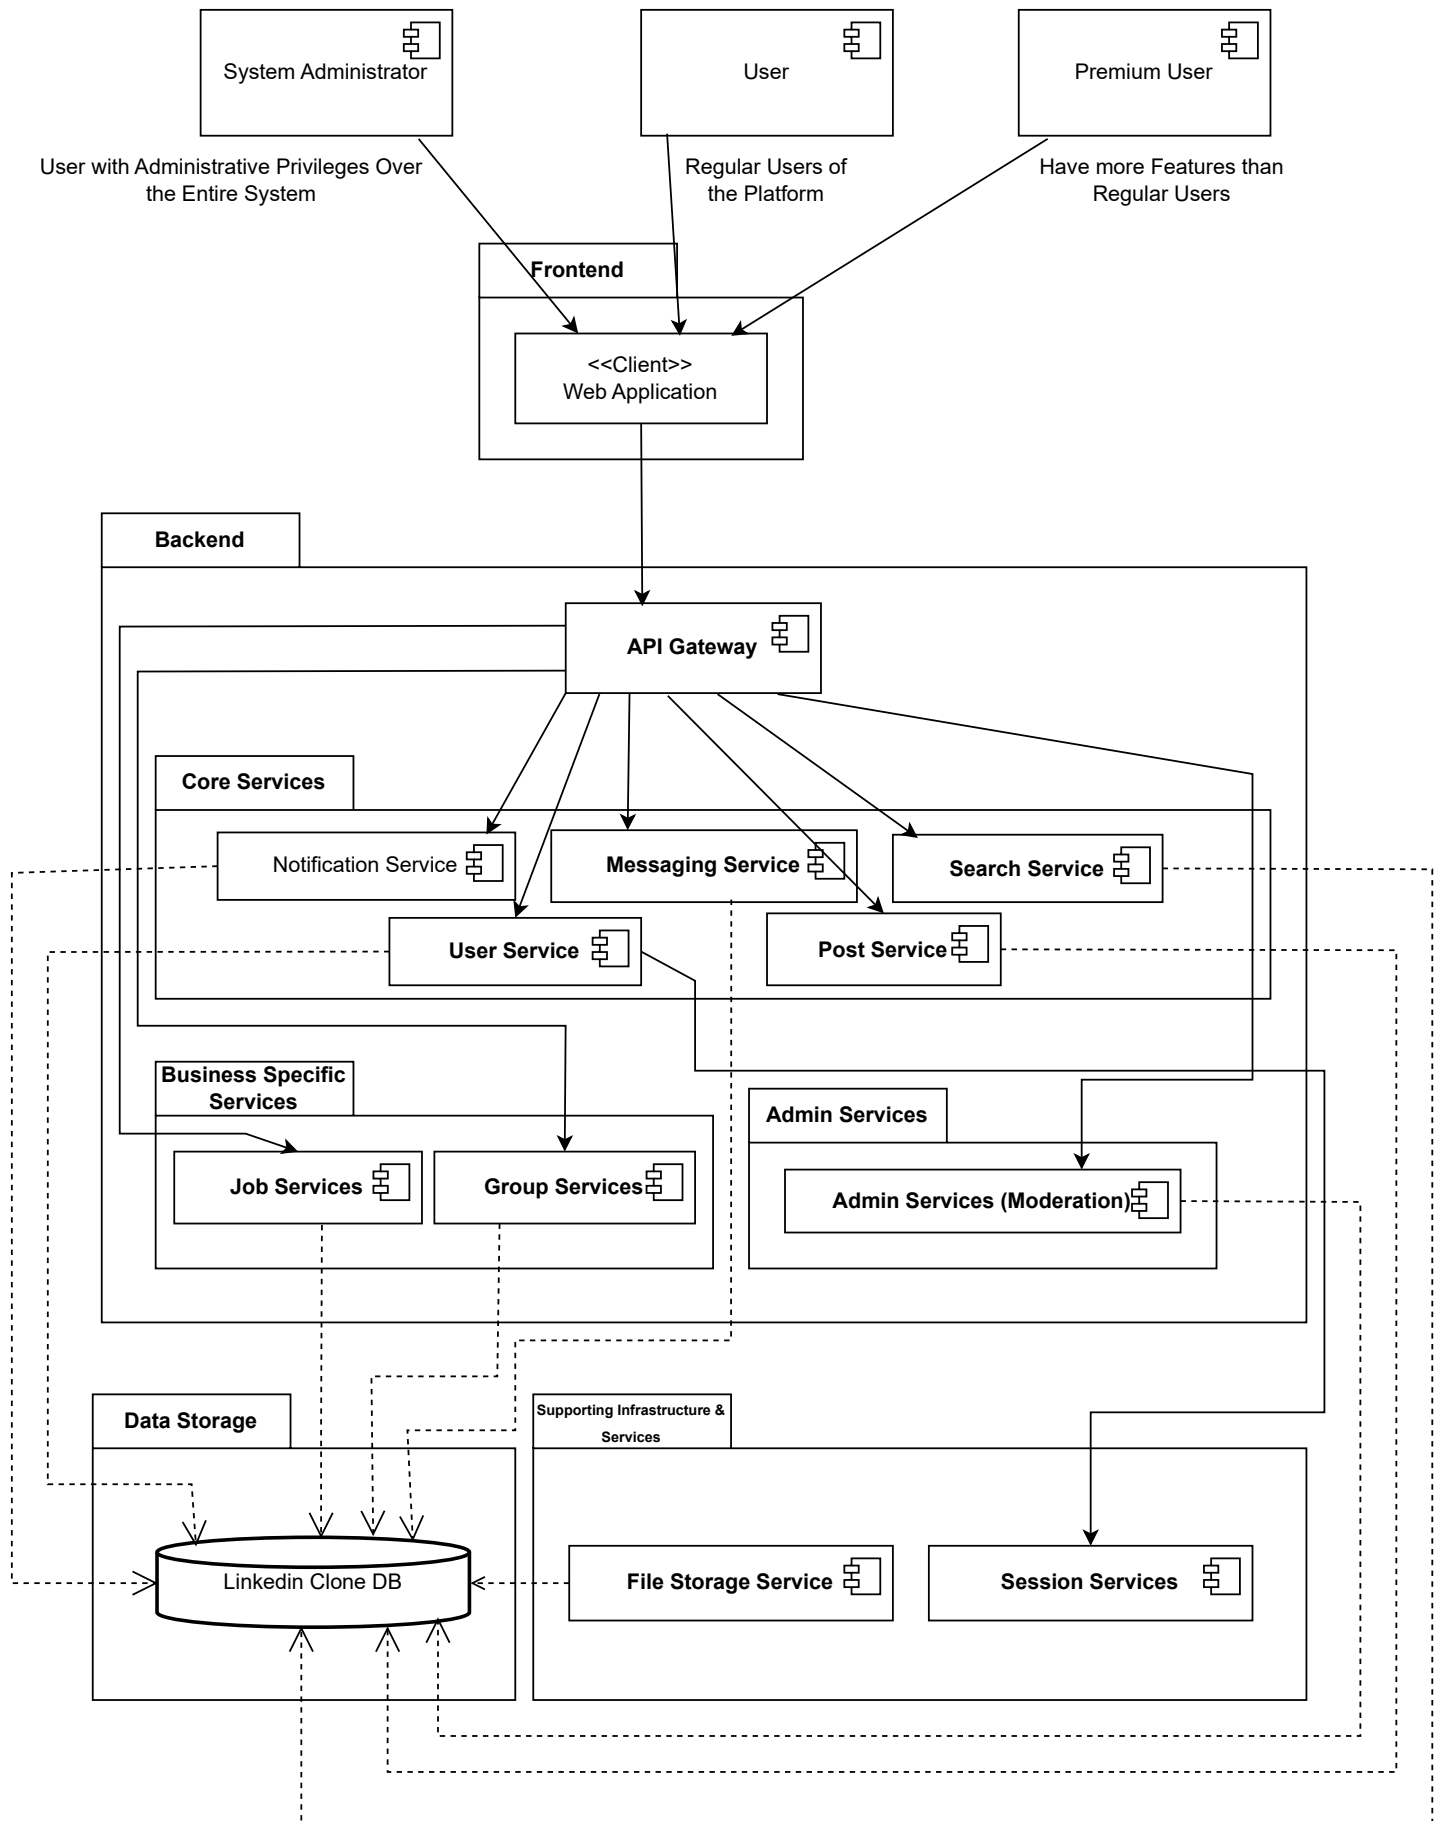 System Administrator
User
Premium User
User with Administrative Privileges Over
the Entire System
Regular Users of
the Platform
Have more Features than
Regular Users
Frontend
<<Client>>
Web Application
Backend
API Gateway
Core Services
Notification Service
Messaging Service
Search Service
User Service
Post Service
Business Specific
Services
Admin Services
Job Services
Group Services
Admin Services (Moderation)
Data Storage
Supporting Infrastructure &
Services
Linkedin Clone DB
File Storage Service
Session Services